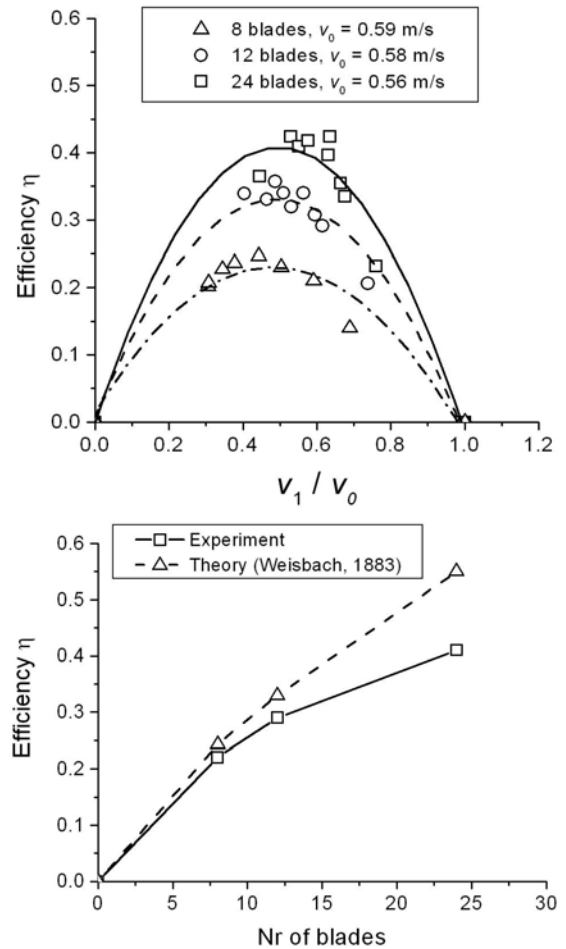 8 blades, v0 = 0.59 m/s
12 blades, v0 = 0.58 m/s
24 blades, v0 = 0.56 m/s
0.6
0.5
0.4
0.3
0.2
0.1
0.0
Efficiency η
0.0 0.2 0.4 0.6 0.8 1.0 1.2
v1 / v0
Experiment
Theory (Weisbach, 1883)
0.6
0.5
0.4
0.3
0.2
0.1
0.0
Efficiency η
0 5 10 15 20 25 30
Nr of blades